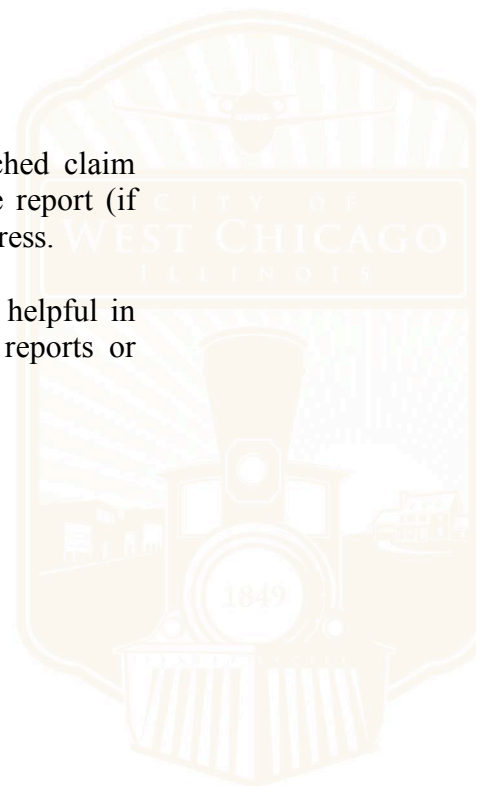 ched claim
e report (if
CITY OF
ress.
WEST CHICAGO
ILLINOIS
helpful in
reports or
1849